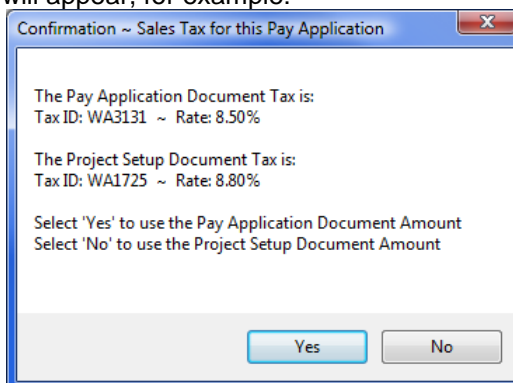 will appear, for example:
Confirmation ~ Sales Tax for this Pay Application
The Pay Application Document Tax is:
Tax ID: WA3131 ~ Rate: 8.50%
The Project Setup Document Tax is:
Tax ID: WA1725 ~ Rate: 8.80%
Select 'Yes' to use the Pay Application Document Amount
Select 'No' to use the Project Setup Document Amount
Yes No